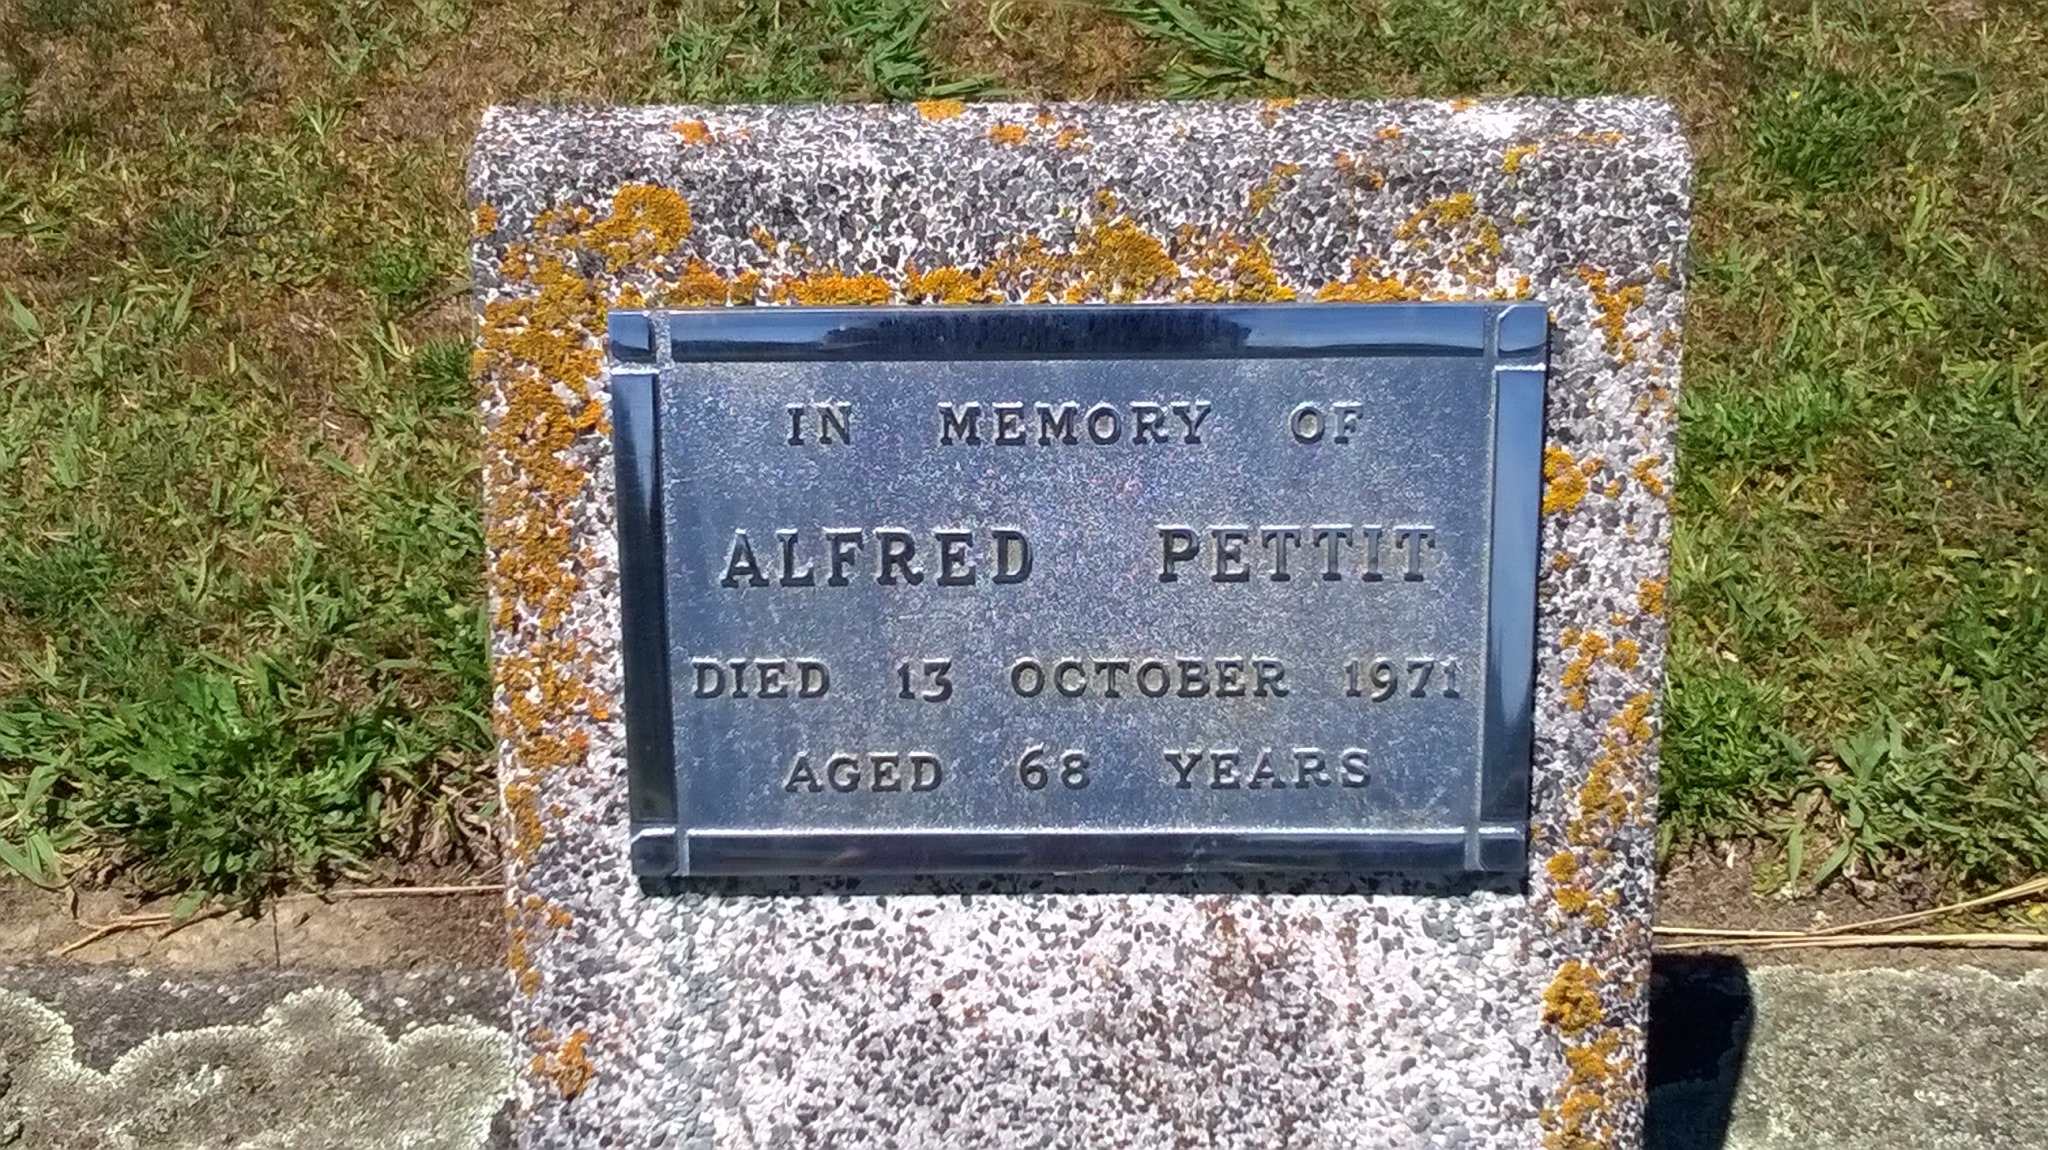 IN MEMORY OF
ALFRED PETTIT
DIED 13 OCTOBER 1971
AGED 68 YEARS